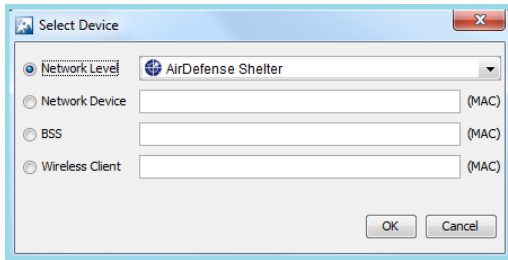 Select Device
Network Level AirDefense Shelter
Network Device (MAC)
BSS (MAC)
Wireless Client (MAC)
OK Cancel